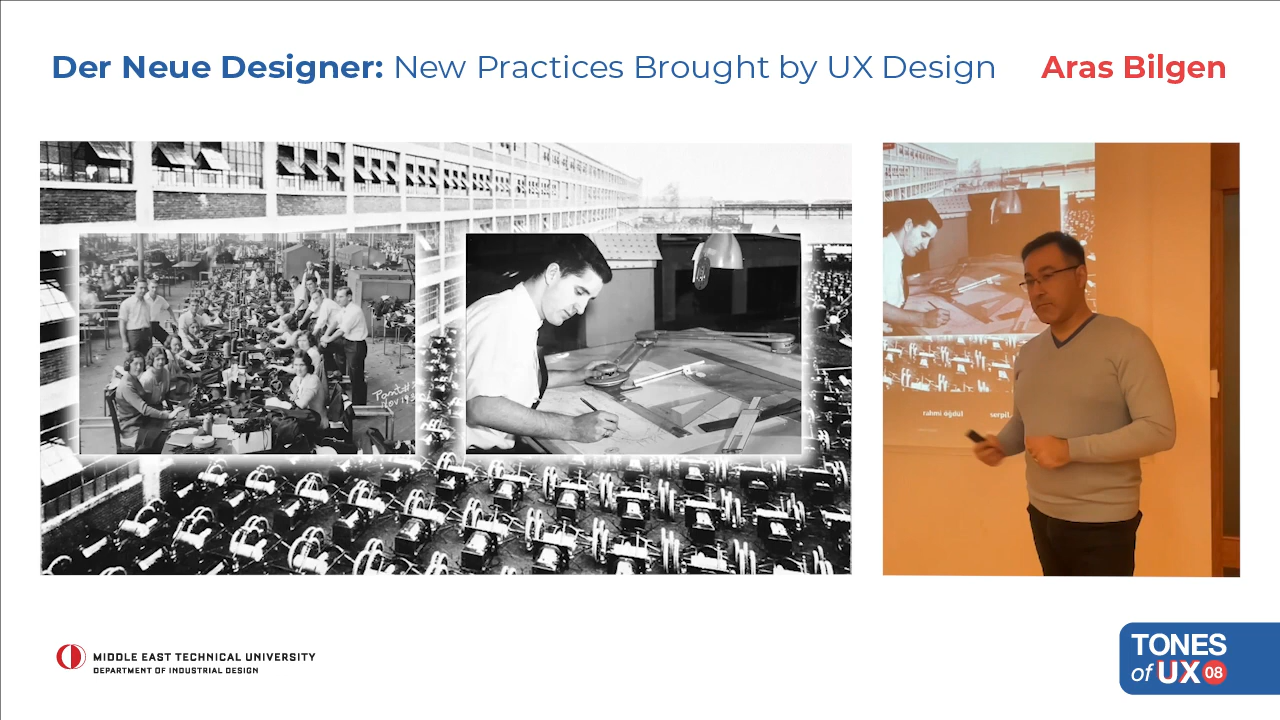 Der Neue Designer: New Practices Brought by UX Design
Aras Bilgen
rahmi öğdül
serpil
MIDDLE EAST TECHNICAL UNIVERSITY
DEPARTMENT OF INDUSTRIAL DESIGN
TONES
of UX 08